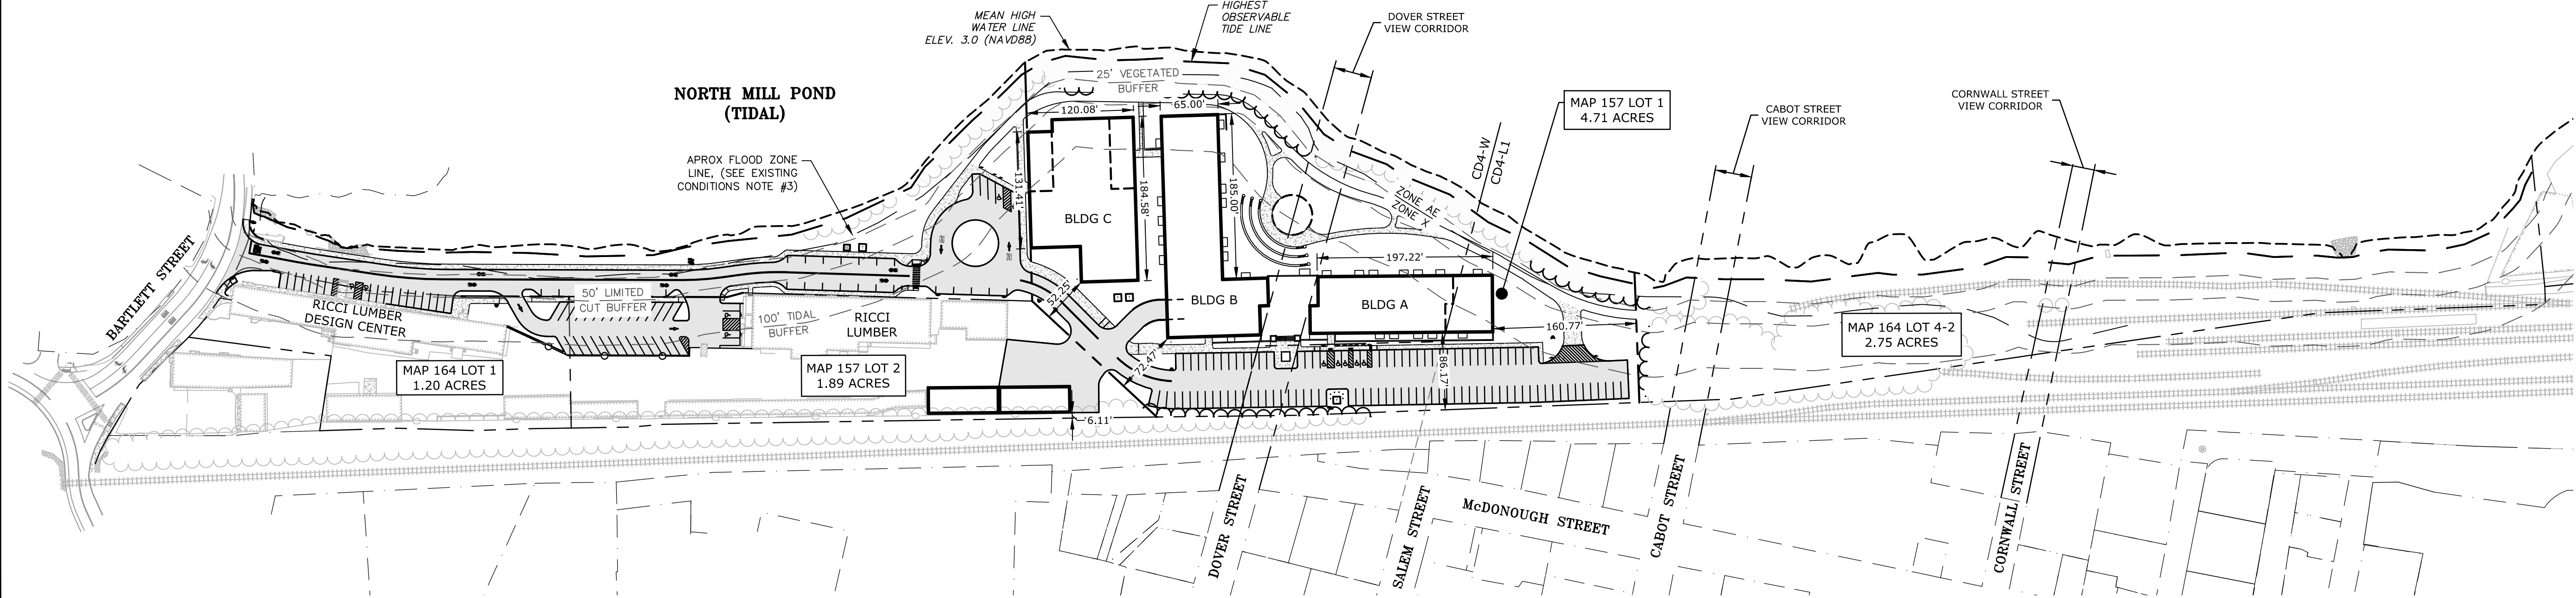 MEAN HIGH
WATER LINE
ELEV. 3.0 (NAVD88)
HIGHEST
OBSERVABLE
TIDE LINE
DOVER STREET
VIEW CORRIDOR
NORTH MILL POND
(TIDAL)
25' VEGETATED
BUFFER
MAP 157 LOT 1
4.71 ACRES
CABOT STREET
VIEW CORRIDOR
CORNWALL STREET
VIEW CORRIDOR
APROX FLOOD ZONE
LINE, (SEE EXISTING
CONDITIONS NOTE #3)
120.08'
65.00'
131.41'
184.58'
185.00'
CD4-W
CD4-L1
ZONE AE
ZONE X
BLDG C
BLDG B
BLDG A
197.22'
160.77'
52.25'
72.47'
86.17'
6.11'
BARTLETT STREET
RICCI LUMBER
DESIGN CENTER
50' LIMITED
CUT BUFFER
100' TIDAL
BUFFER
RICCI
LUMBER
MAP 164 LOT 1
1.20 ACRES
MAP 157 LOT 2
1.89 ACRES
MAP 164 LOT 4-2
2.75 ACRES
DOVER STREET
SALEM STREET
McDONOUGH STREET
CABOT STREET
CORNWALL STREET